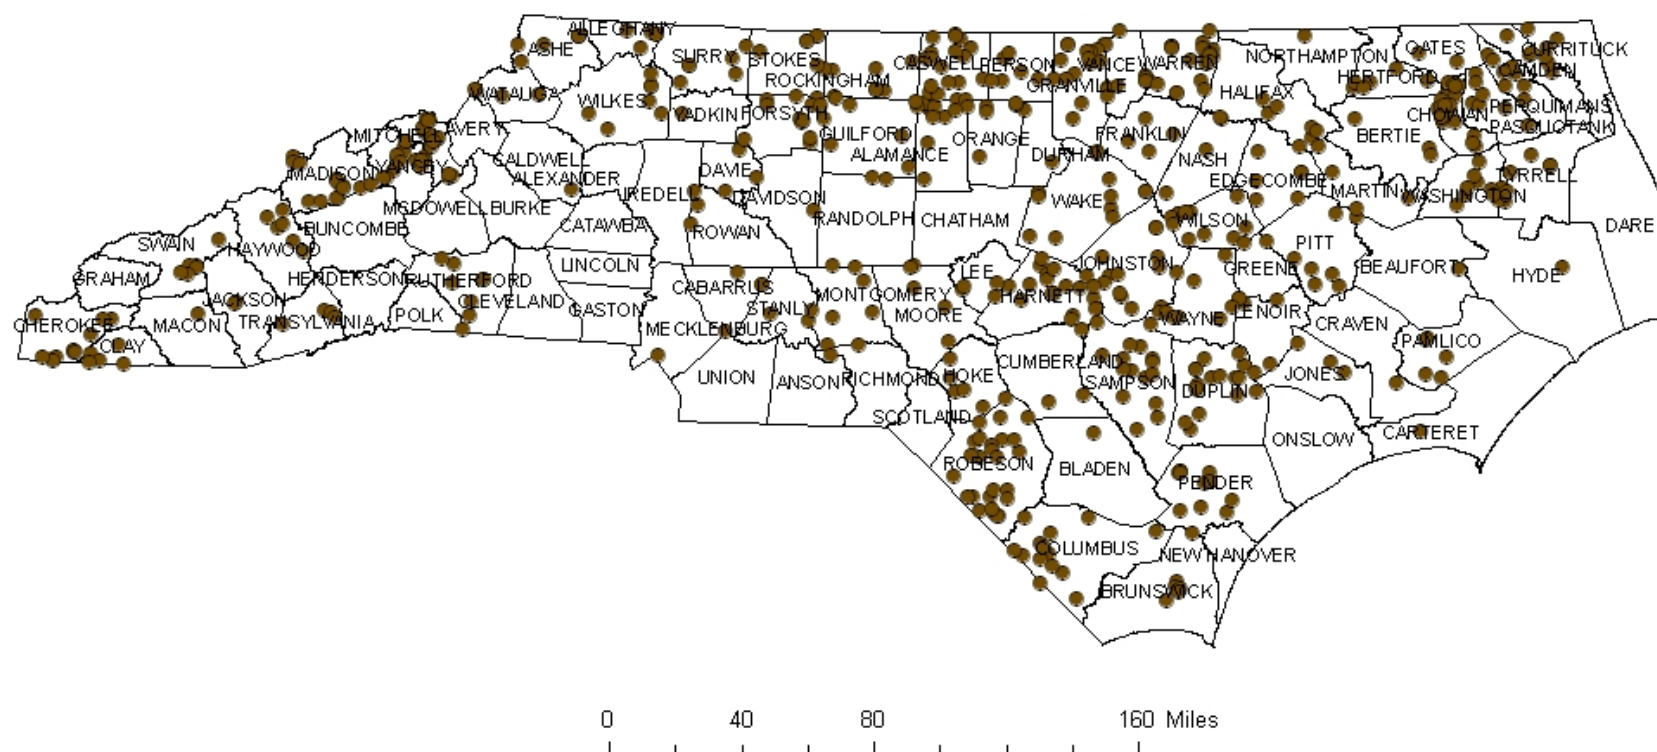 ALLEGHANY
ASHE
SURRY
STOKES
ROCKINGHAM
CASWELL
PERSON
GRANVILLE
VANCE
WARREN
NORTHAMPTON
GATES
HERTFORD
CURRITUCK
CAMDEN
WATAUGA
WILKES
YADKIN
FORSYTH
GUILFORD
ALAMANCE
ORANGE
DURHAM
FRANKLIN
HALIFAX
BERTIE
CHOWAN
PERQUIMANS
PASQUOTANK
MITCHELL
AVERY
YANCEY
MADISON
CALDWELL
ALEXANDER
IREDELL
DAVIE
DAVIDSON
RANDOLPH
CHATHAM
WAKE
NASH
EDGECOMBE
MARTIN
WASHINGTON
TYRRELL
DARE
MCDOWELL
BURKE
CATAWBA
ROWAN
WILSON
PITT
BUNCOMBE
HAYWOOD
SWAIN
GRAHAM
HENDERSON
RUTHERFORD
LINCOLN
CABARRUS
STANLY
MONTGOMERY
LEE
JOHNSTON
GREENE
BEAUFORT
HYDE
CHEROKEE
CLAY
MACON
JACKSON
TRANSYLVANIA
POLK
CLEVELAND
GASTON
MECKLENBURG
MOORE
HARNETT
WAYNE
LENOIR
CRAVEN
PAMLICO
UNION
ANSON
RICHMOND
HOKE
SCOTLAND
CUMBERLAND
SAMPSON
DUPLIN
JONES
CARTERET
ONSLOW
ROBESON
BLADEN
PENDER
COLUMBUS
NEW HANOVER
BRUNSWICK
0 40 80 160 Miles